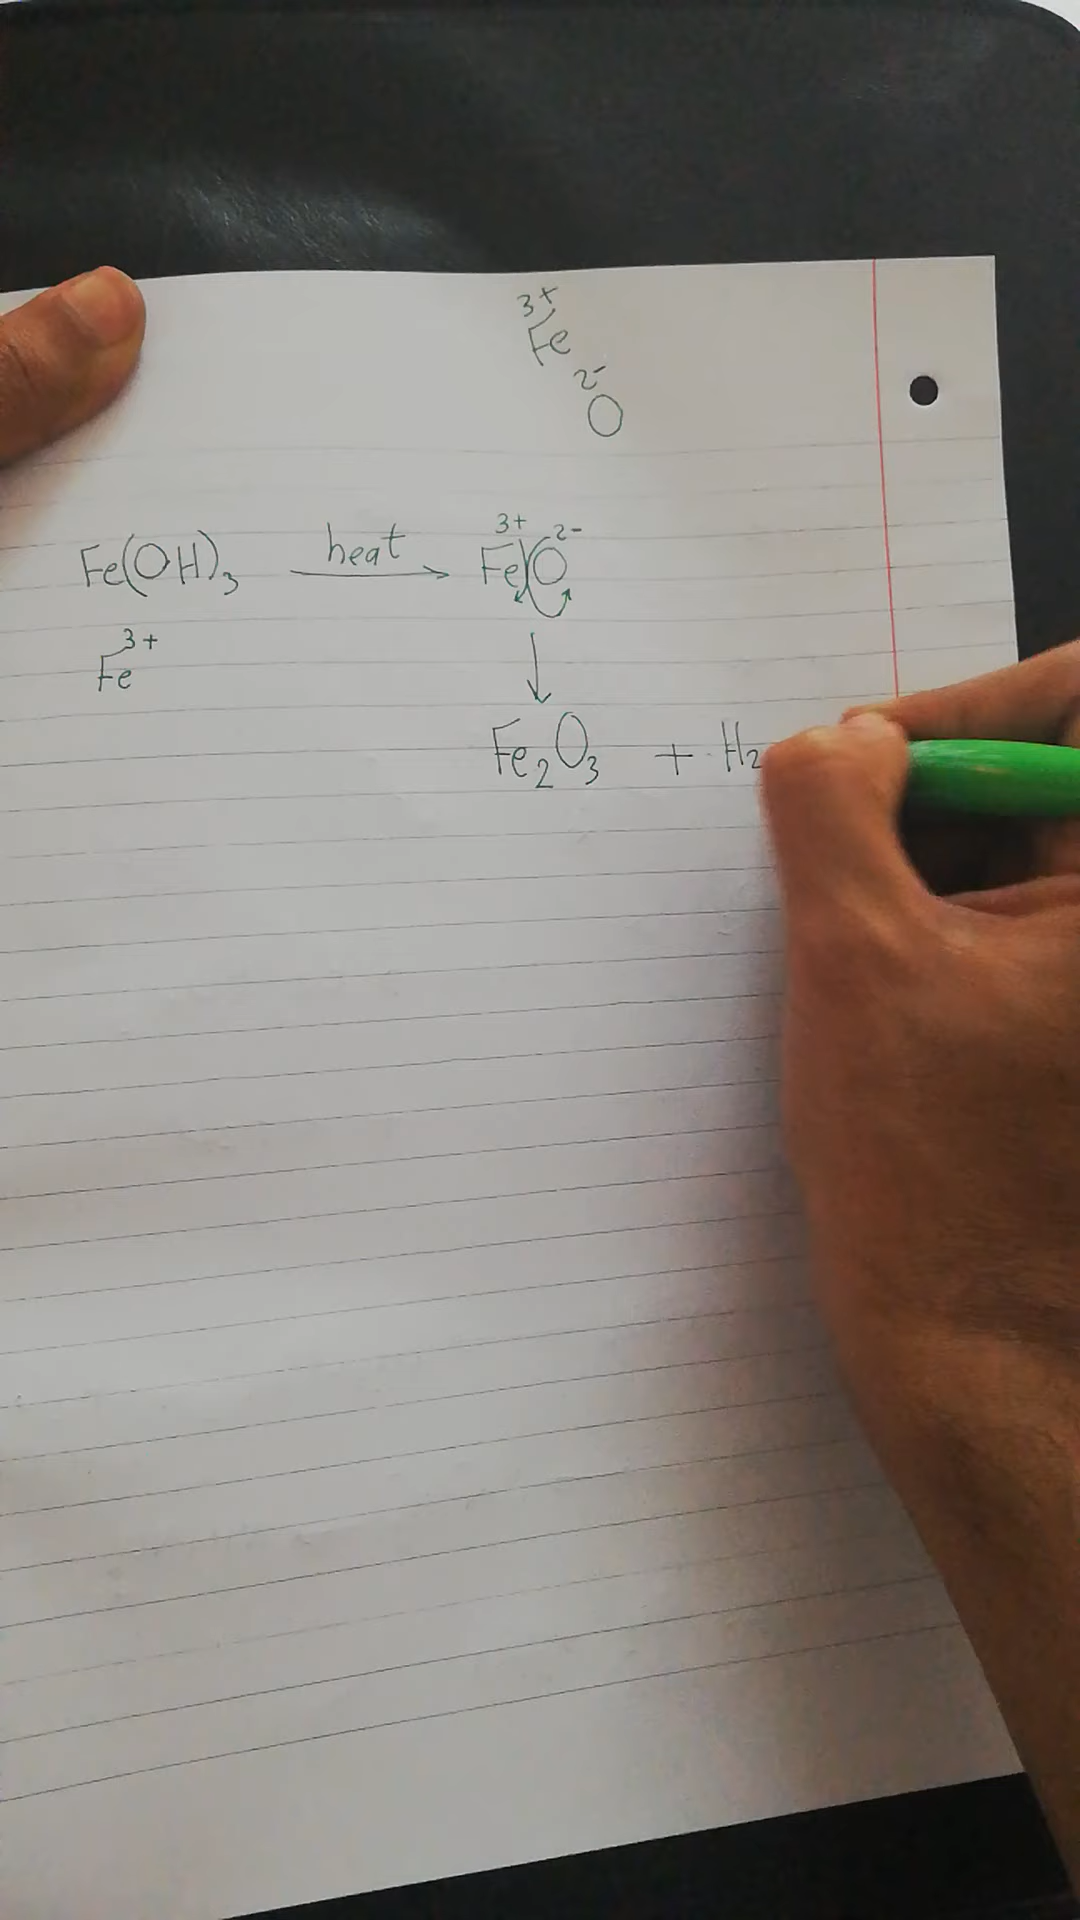 3+
Fe
2-
O
Fe(OH)3 heat → Fe 3+ O 2-
Fe 3+
↓
Fe2O3 + H2